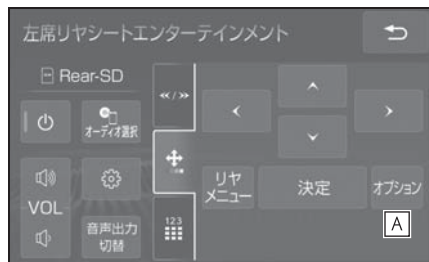 左席リヤシートエンターテインメント
Rear-SD
オーディオ選択
VOL
音声出力
切替
123
リヤ
メニュー
決定
オプション
A